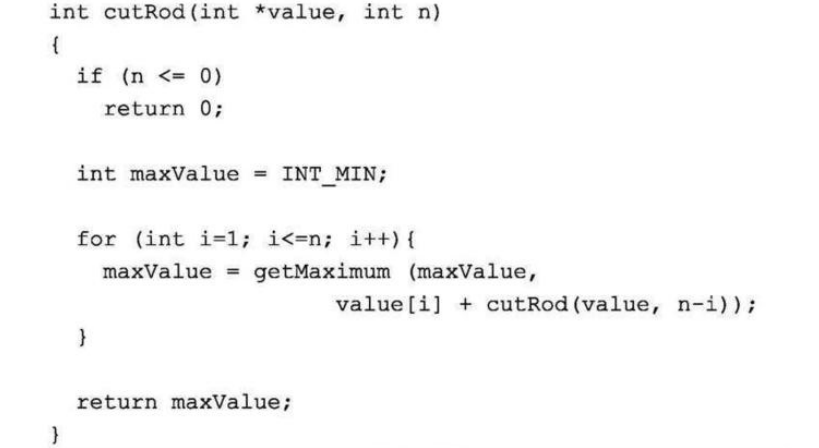 int cutRod(int *value, int n)
{
if (n <= 0)
return 0;
int maxValue = INT_MIN;
for (int i=1; i<=n; i++){
maxValue = getMaximum (maxValue,
value[i] + cutRod(value, n-i));
}
return maxValue;
}